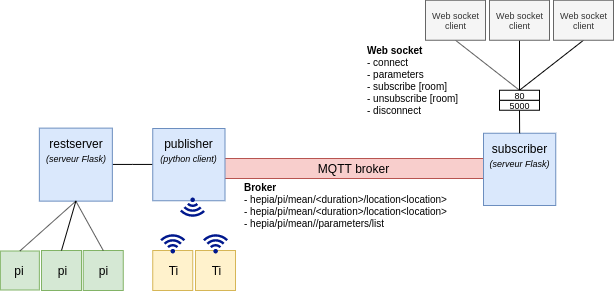 Web socket
client
Web socket
client
Web socket
client
Web socket
- connect
- parameters
- subscribe [room]
- unsubscribe [room]
- disconnect
80
5000
restserver
(serveur Flask)
publisher
(python client)
MQTT broker
subscriber
(serveur Flask)
Broker
- hepia/pi/mean/<duration>/location<location>
- hepia/pi/mean/<duration>/location<location>
- hepia/pi/mean//parameters/list
pi
pi
pi
Ti
Ti